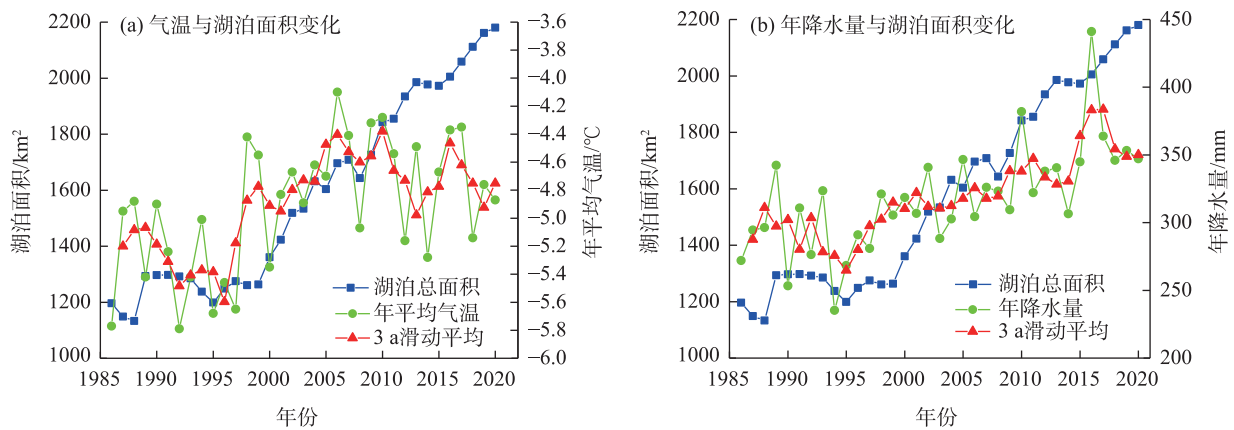 (a) 气温与湖泊面积变化
2200
2000
1800
1600
1400
1200
1000
湖泊面积/km²
−3.6
−3.8
−4.0
−4.2
−4.4
−4.6
−4.8
−5.0
−5.2
−5.4
−5.6
−5.8
−6.0
年平均气温/℃
湖泊总面积
年平均气温
3 a滑动平均
1985 1990 1995 2000 2005 2010 2015 2020
年份
(b) 年降水量与湖泊面积变化
2200
2000
1800
1600
1400
1200
1000
湖泊面积/km²
450
400
350
300
250
200
年降水量/mm
湖泊总面积
年降水量
3 a滑动平均
1985 1990 1995 2000 2005 2010 2015 2020
年份